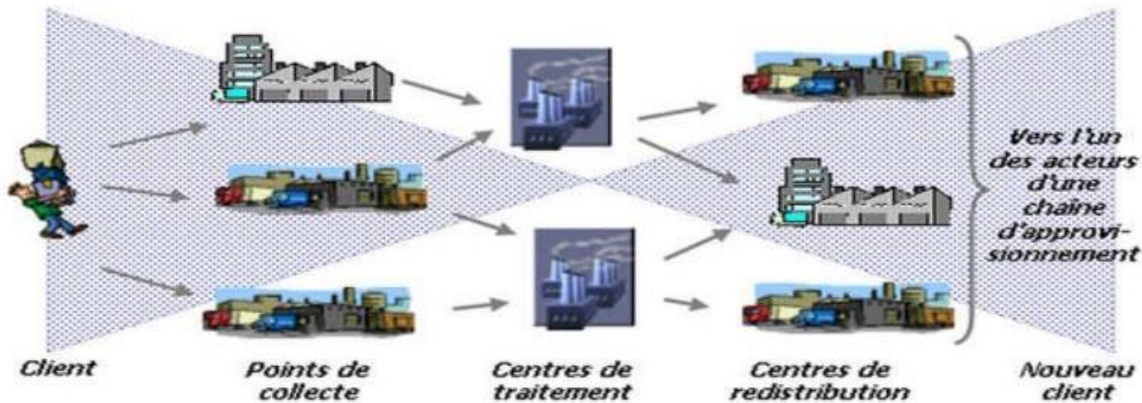 Vers l'un
des acteurs
d'une
chaîne
d'approvi-
sionnement
Client
Points de
collecte
Centres de
traitement
Centres de
redistribution
Nouveau
client